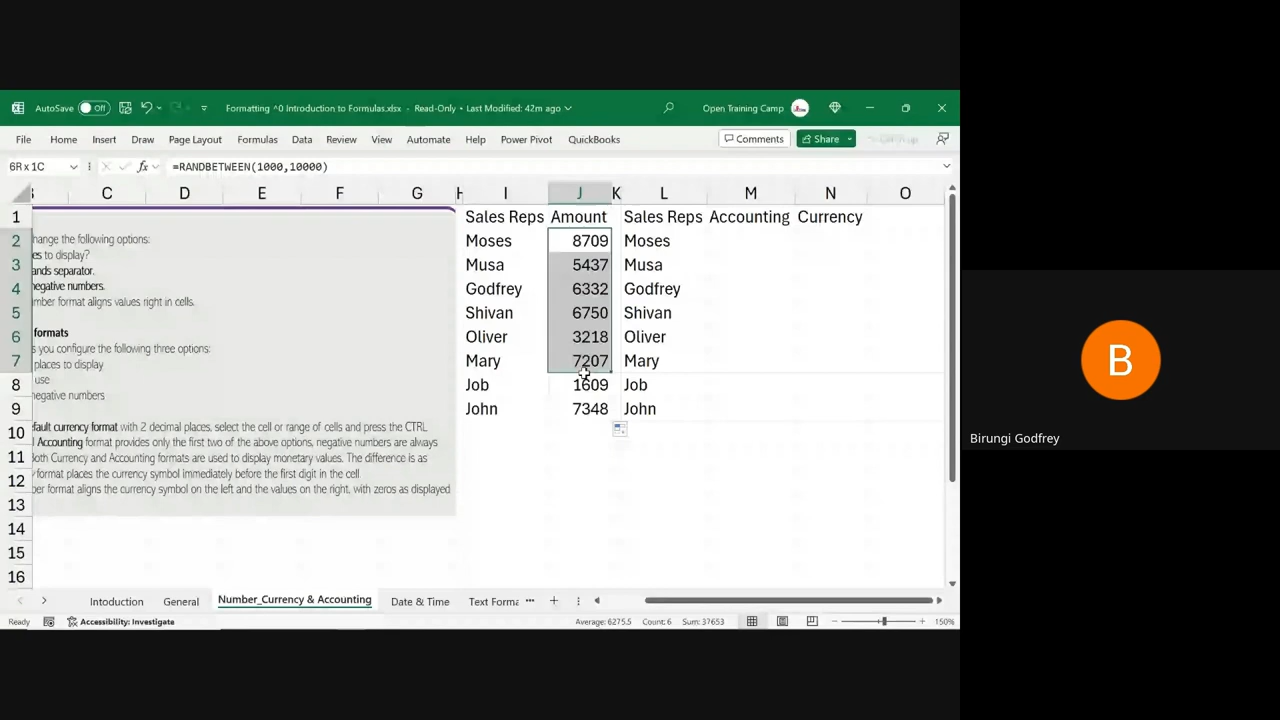 AutoSave Off Formatting ^0 Introduction to Formulas.xlsx - Read-Only • Last Modified: 42m ago Open Training Camp
File Home Insert Draw Page Layout Formulas Data Review View Automate Help Power Pivot QuickBooks Comments Share
6R x 1C fx =RANDBETWEEN(1000,10000)
C D E F G H I J K L M N O
1 Sales Reps Amount Sales Reps Accounting Currency
2 Moses 8709 Moses
3 Musa 5437 Musa
4 Godfrey 6332 Godfrey
5 Shivan 6750 Shivan
6 Oliver 3218 Oliver
7 Mary 7207 Mary
8 Job 1609 Job
9 John 7348 John
10
11
12
13
14
15
16
hange the following options:
es to display?
ands separator.
negative numbers.
mber format aligns values right in cells.
formats
s you configure the following three options:
places to display
use
negative numbers
efault currency format with 2 decimal places, select the cell or range of cells and press the CTRL
Accounting format provides only the first two of the above options, negative numbers are always
Both Currency and Accounting formats are used to display monetary values. The difference is as
format places the currency symbol immediately before the first digit in the cell.
ber format aligns the currency symbol on the left and the values on the right, with zeros as displayed
Intoduction General Number_Currency & Accounting Date & Time Text Forma ...
Ready Accessibility: Investigate Average: 6275.5 Count: 6 Sum: 37653 150%
B
Birungi Godfrey